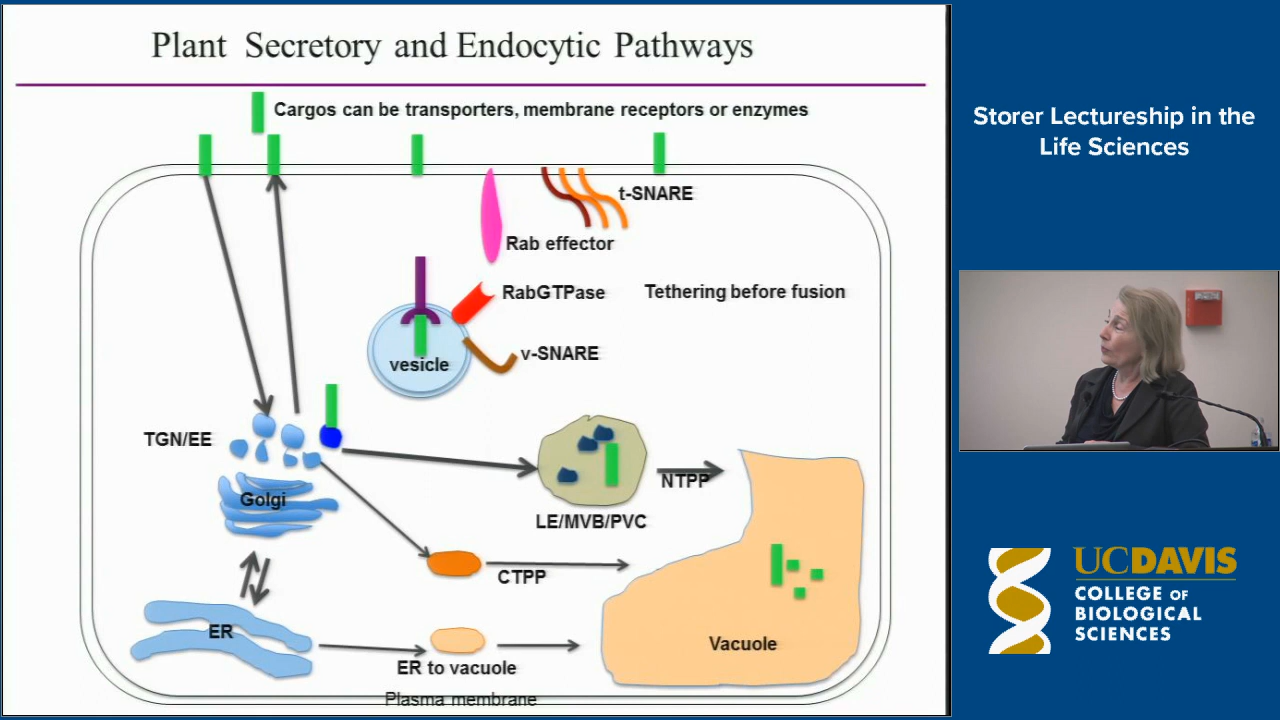 Plant Secretory and Endocytic Pathways
Cargos can be transporters, membrane receptors or enzymes
t-SNARE
Rab effector
RabGTPase
Tethering before fusion
v-SNARE
vesicle
TGN/EE
Golgi
NTPP
LE/MVB/PVC
CTPP
ER
Vacuole
ER to vacuole
Plasma membrane
Storer Lectureship in the
Life Sciences
UCDAVIS
COLLEGE OF
BIOLOGICAL
SCIENCES